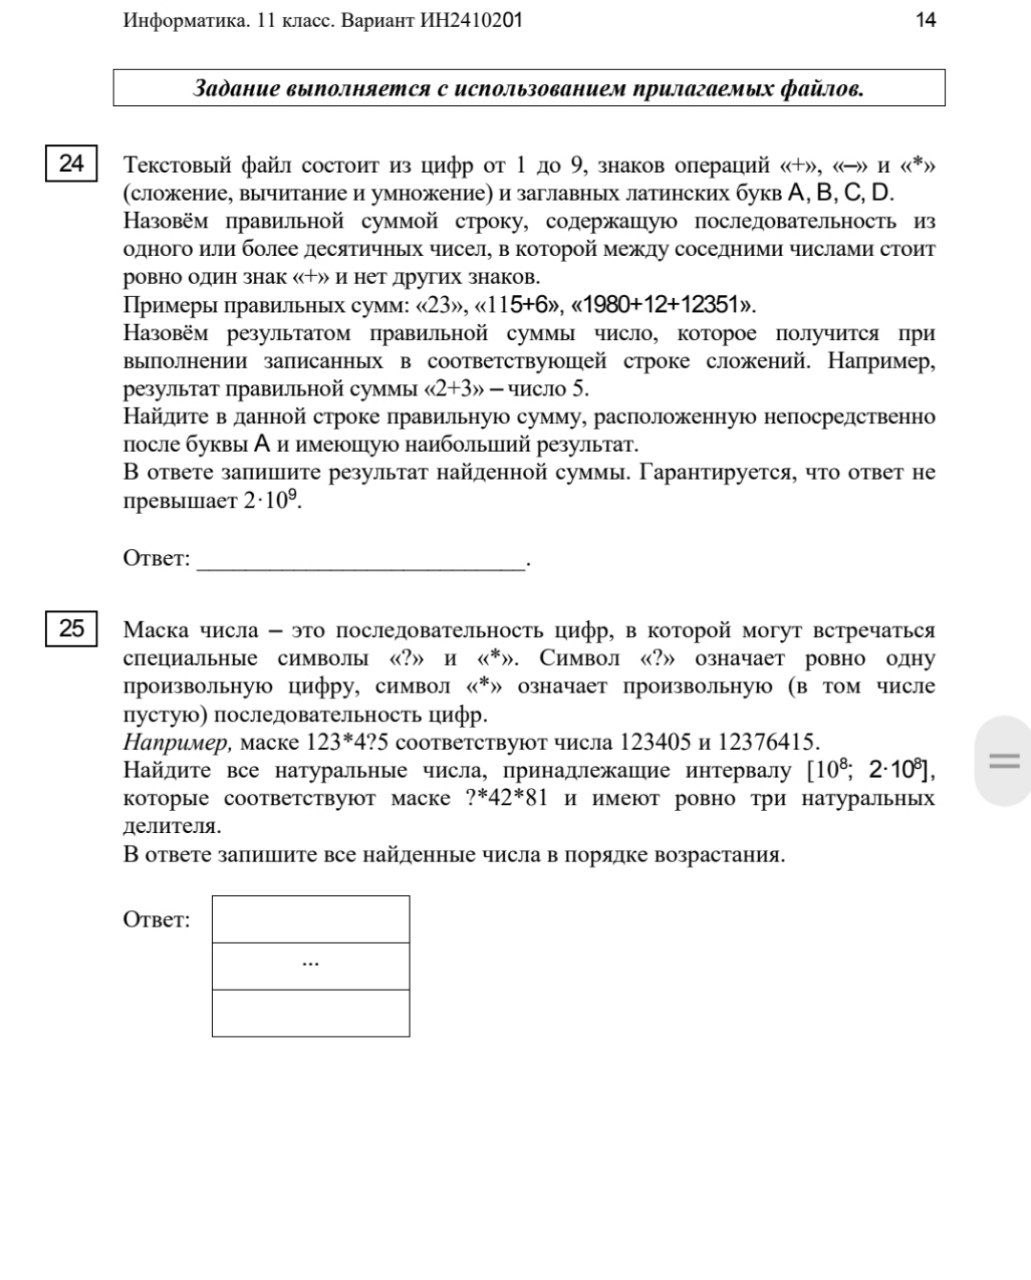 Информатика. 11 класс. Вариант ИН2410201
14
Задание выполняется с использованием прилагаемых файлов.
24
Текстовый файл состоит из цифр от 1 до 9, знаков операций «+», «–» и «*»
(сложение, вычитание и умножение) и заглавных латинских букв A, B, C, D.
Назовём правильной суммой строку, содержащую последовательность из
одного или более десятичных чисел, в которой между соседними числами стоит
ровно один знак «+» и нет других знаков.
Примеры правильных сумм: «23», «115+6», «1980+12+12351».
Назовём результатом правильной суммы число, которое получится при
выполнении записанных в соответствующей строке сложений. Например,
результат правильной суммы «2+3» – число 5.
Найдите в данной строке правильную сумму, расположенную непосредственно
после буквы A и имеющую наибольший результат.
В ответе запишите результат найденной суммы. Гарантируется, что ответ не
превышает 2·10⁹.
Ответ: ___________________________.
25
Маска числа – это последовательность цифр, в которой могут встречаться
специальные символы «?» и «*». Символ «?» означает ровно одну
произвольную цифру, символ «*» означает произвольную (в том числе
пустую) последовательность цифр.
Например, маске 123*4?5 соответствуют числа 123405 и 12376415.
Найдите все натуральные числа, принадлежащие интервалу [10⁸; 2·10⁸],
которые соответствуют маске ?*42*81 и имеют ровно три натуральных
делителя.
В ответе запишите все найденные числа в порядке возрастания.
Ответ:
...